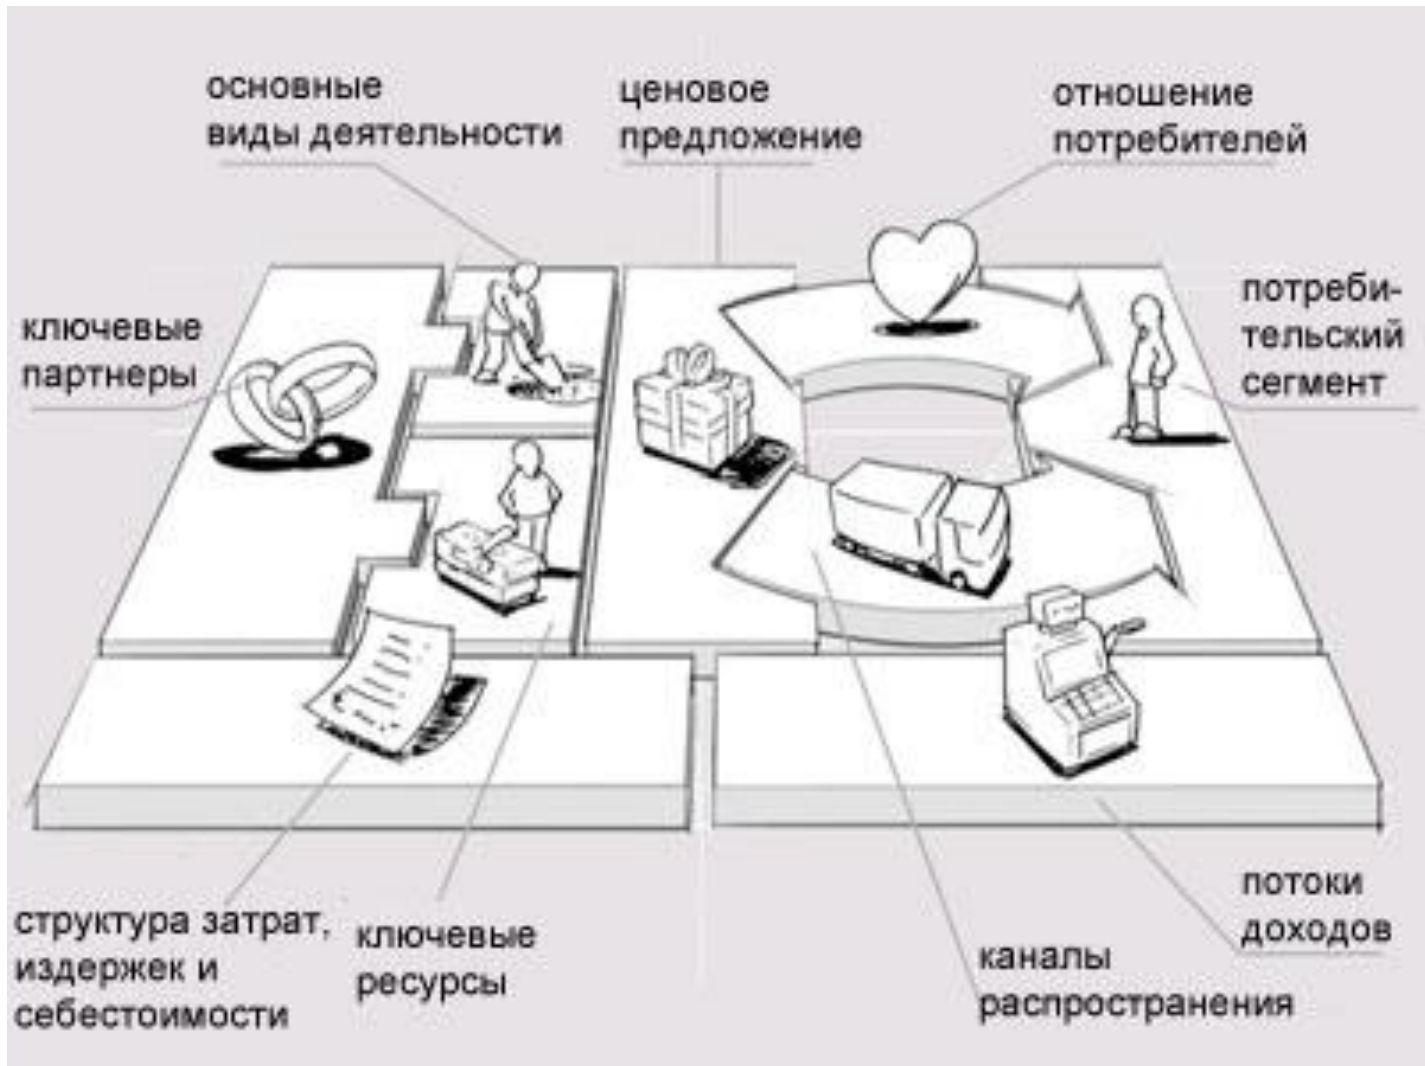 основные
виды деятельности
ценовое
предложение
отношение
потребителей
ключевые
партнеры
потреби-
тельский
сегмент
структура затрат,
издержек и
себестоимости
ключевые
ресурсы
каналы
распространения
потоки
доходов